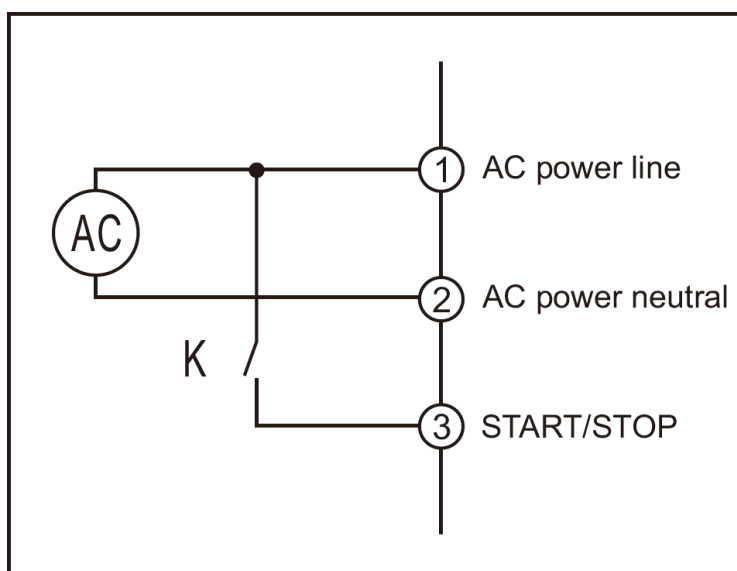 1 AC power line
AC
2 AC power neutral
K
3 START/STOP